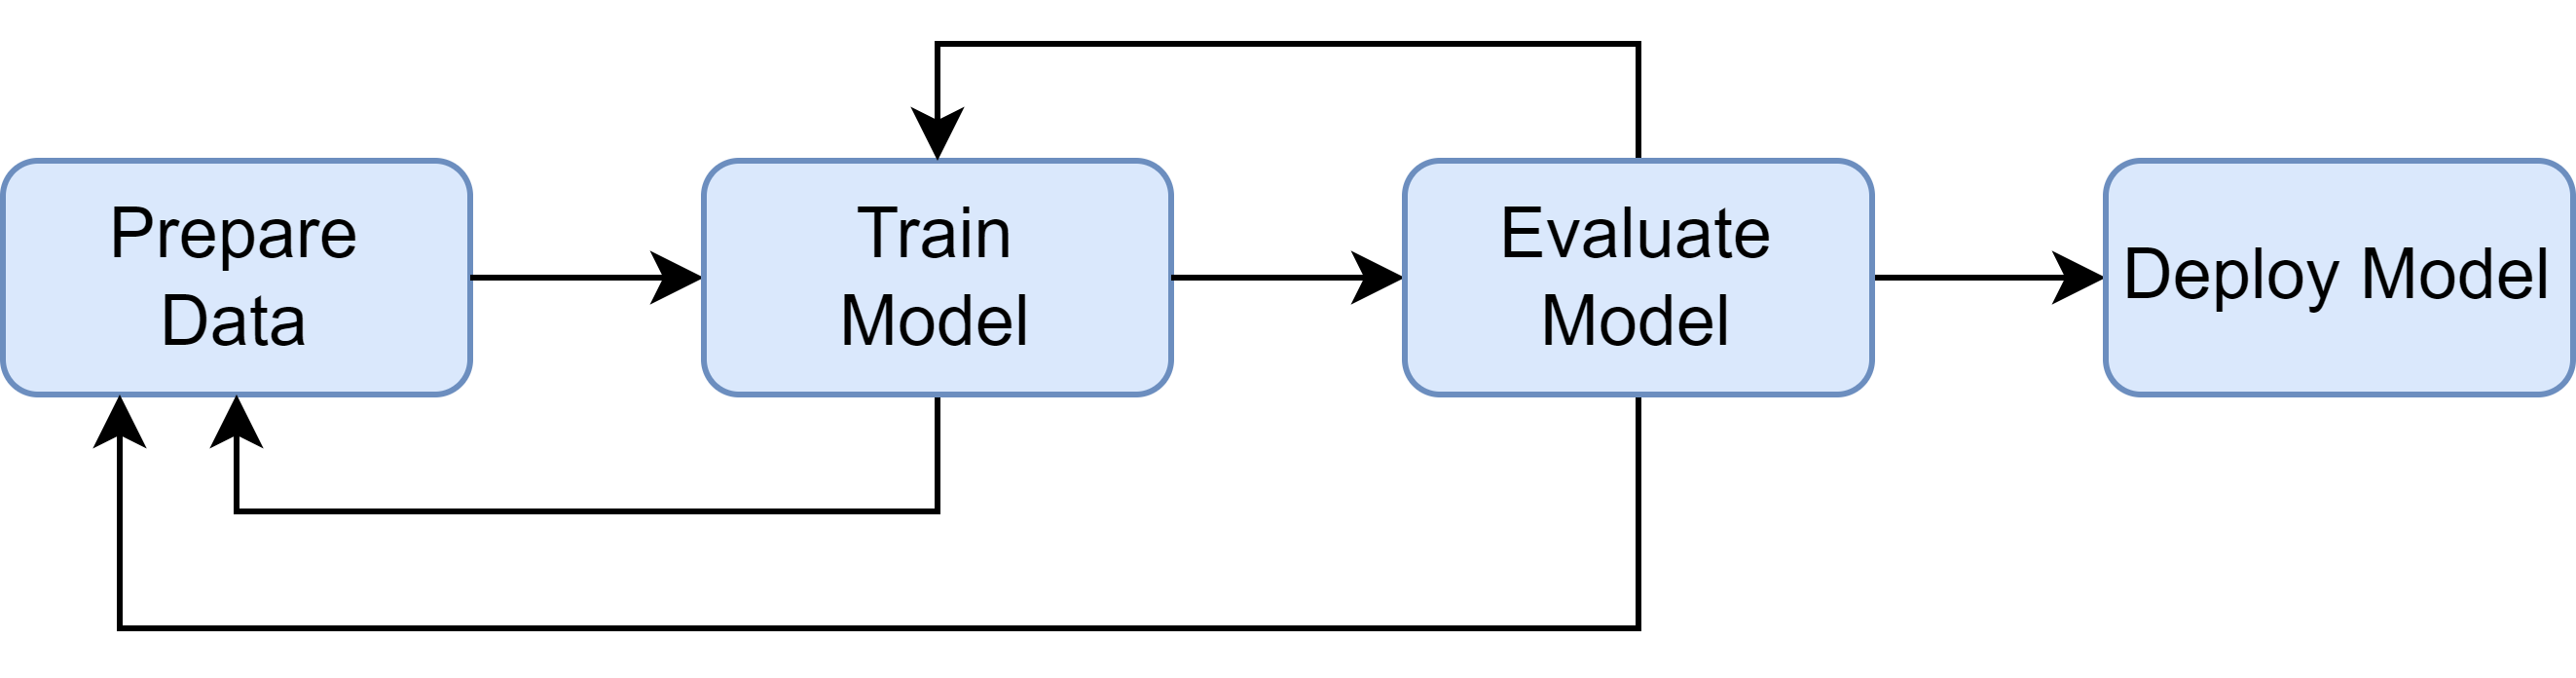 Prepare
Data
Train
Model
Evaluate
Model
Deploy Model